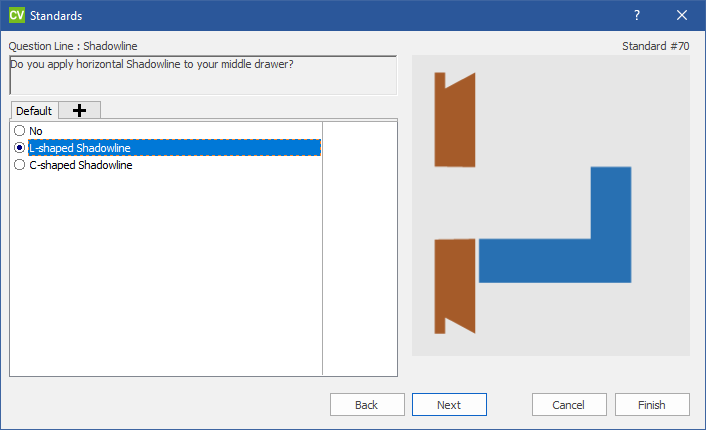 CV Standards
?
Question Line : Shadowline
Standard #70
Do you apply horizontal Shadowline to your middle drawer?
Default
No
L-shaped Shadowline
C-shaped Shadowline
Back
Next
Cancel
Finish